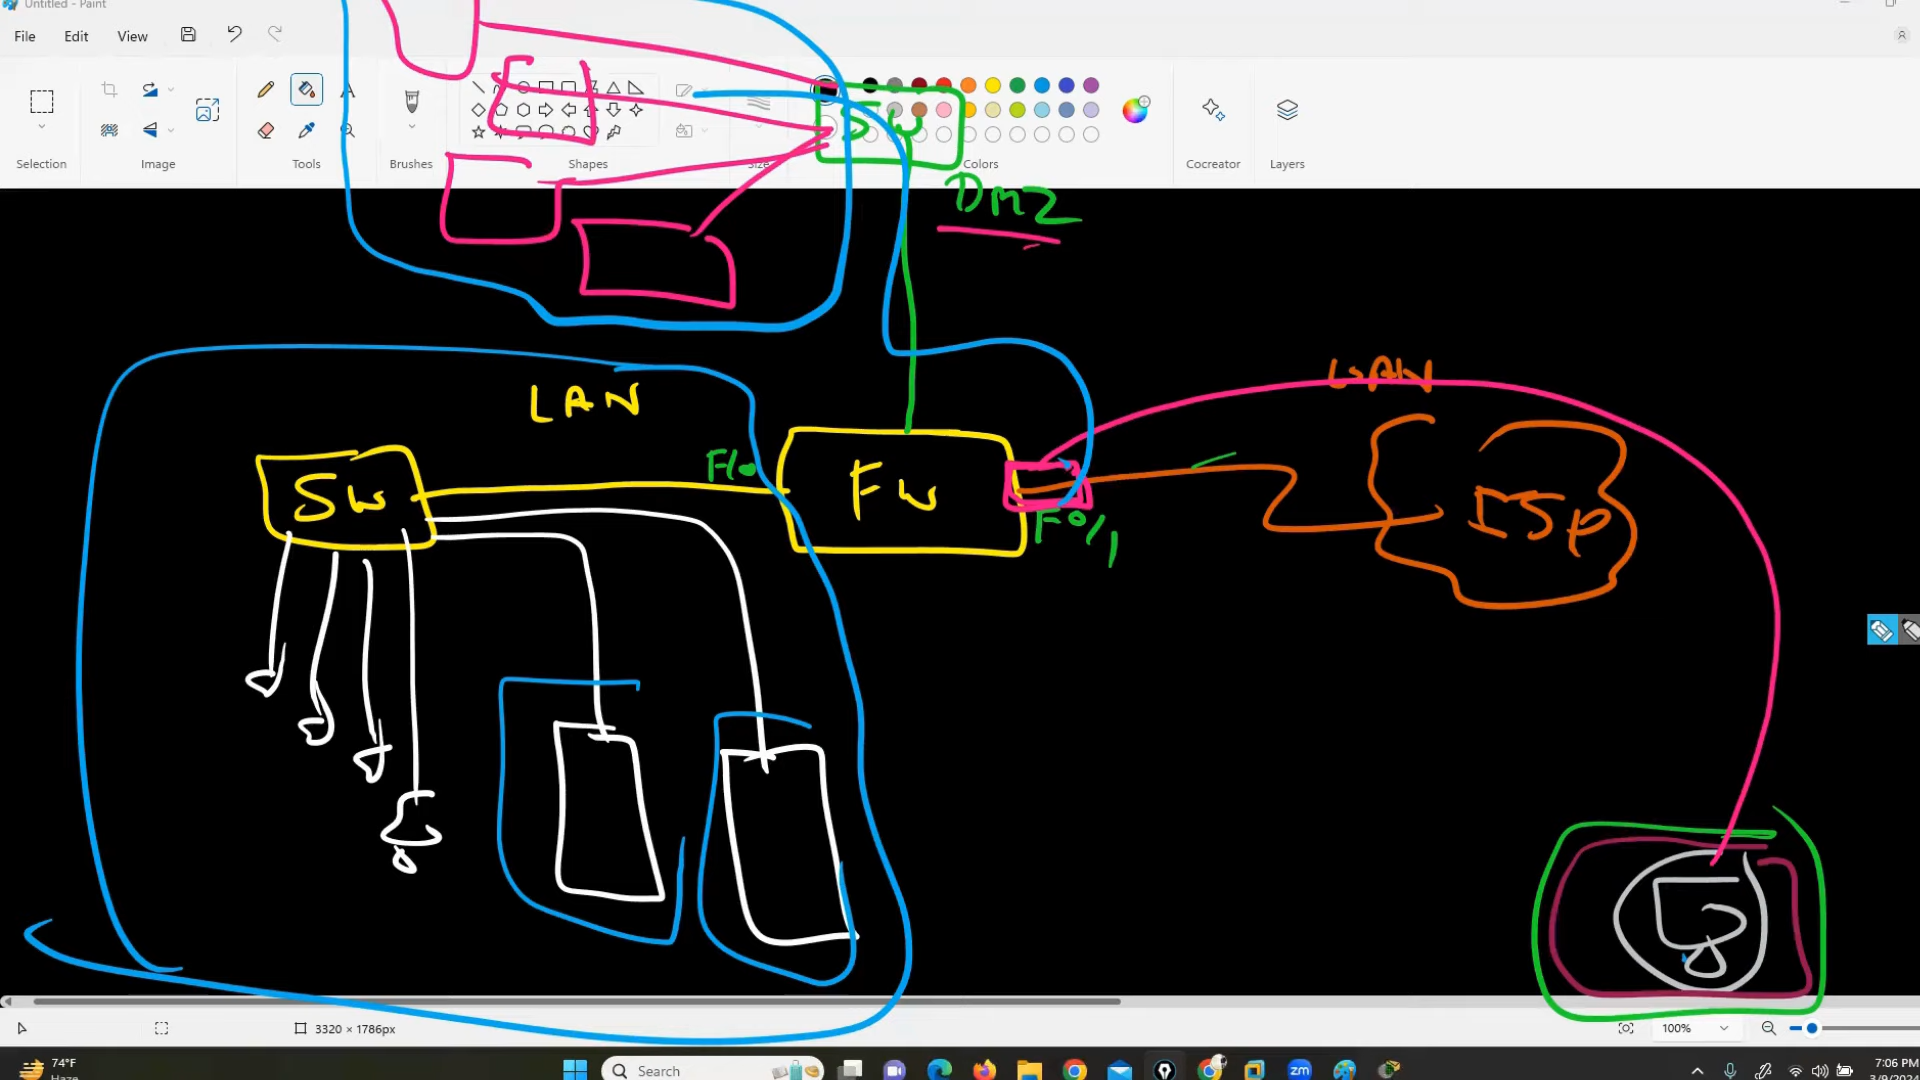 Untitled - Paint
File Edit View
Selection
Image
Tools
Brushes
Shapes
Size
Colors
Cocreator
Layers
SW
DMZ
LAN
WAN
SW
FW
F0/1
ISP
3320 × 1786px
100%
74°F
Haze
Search
7:06 PM